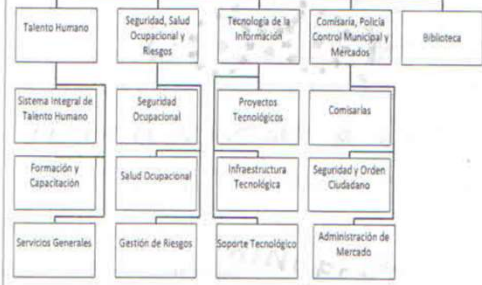 Talento Humano
Seguridad, Salud
Ocupacional y
Riesgos
Tecnología de la
Información
Comisaría, Policía
Control Municipal y
Mercados
Biblioteca
Sistema Integral de
Talento Humano
Seguridad
Ocupacional
Proyectos
Tecnológicos
Comisarías
Formación y
Capacitación
Salud Ocupacional
Infraestructura
Tecnológica
Seguridad y Orden
Ciudadano
Servicios Generales
Gestión de Riesgos
Soporte Tecnológico
Administración de
Mercado